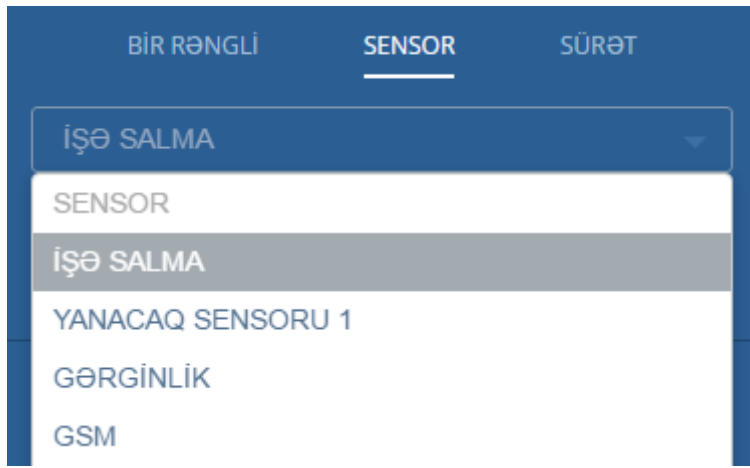 BİR RƏNGLİ SENSOR SÜRƏT
İŞƏ SALMA
SENSOR
İŞƏ SALMA
YANACAQ SENSORU 1
GƏRGİNLİK
GSM